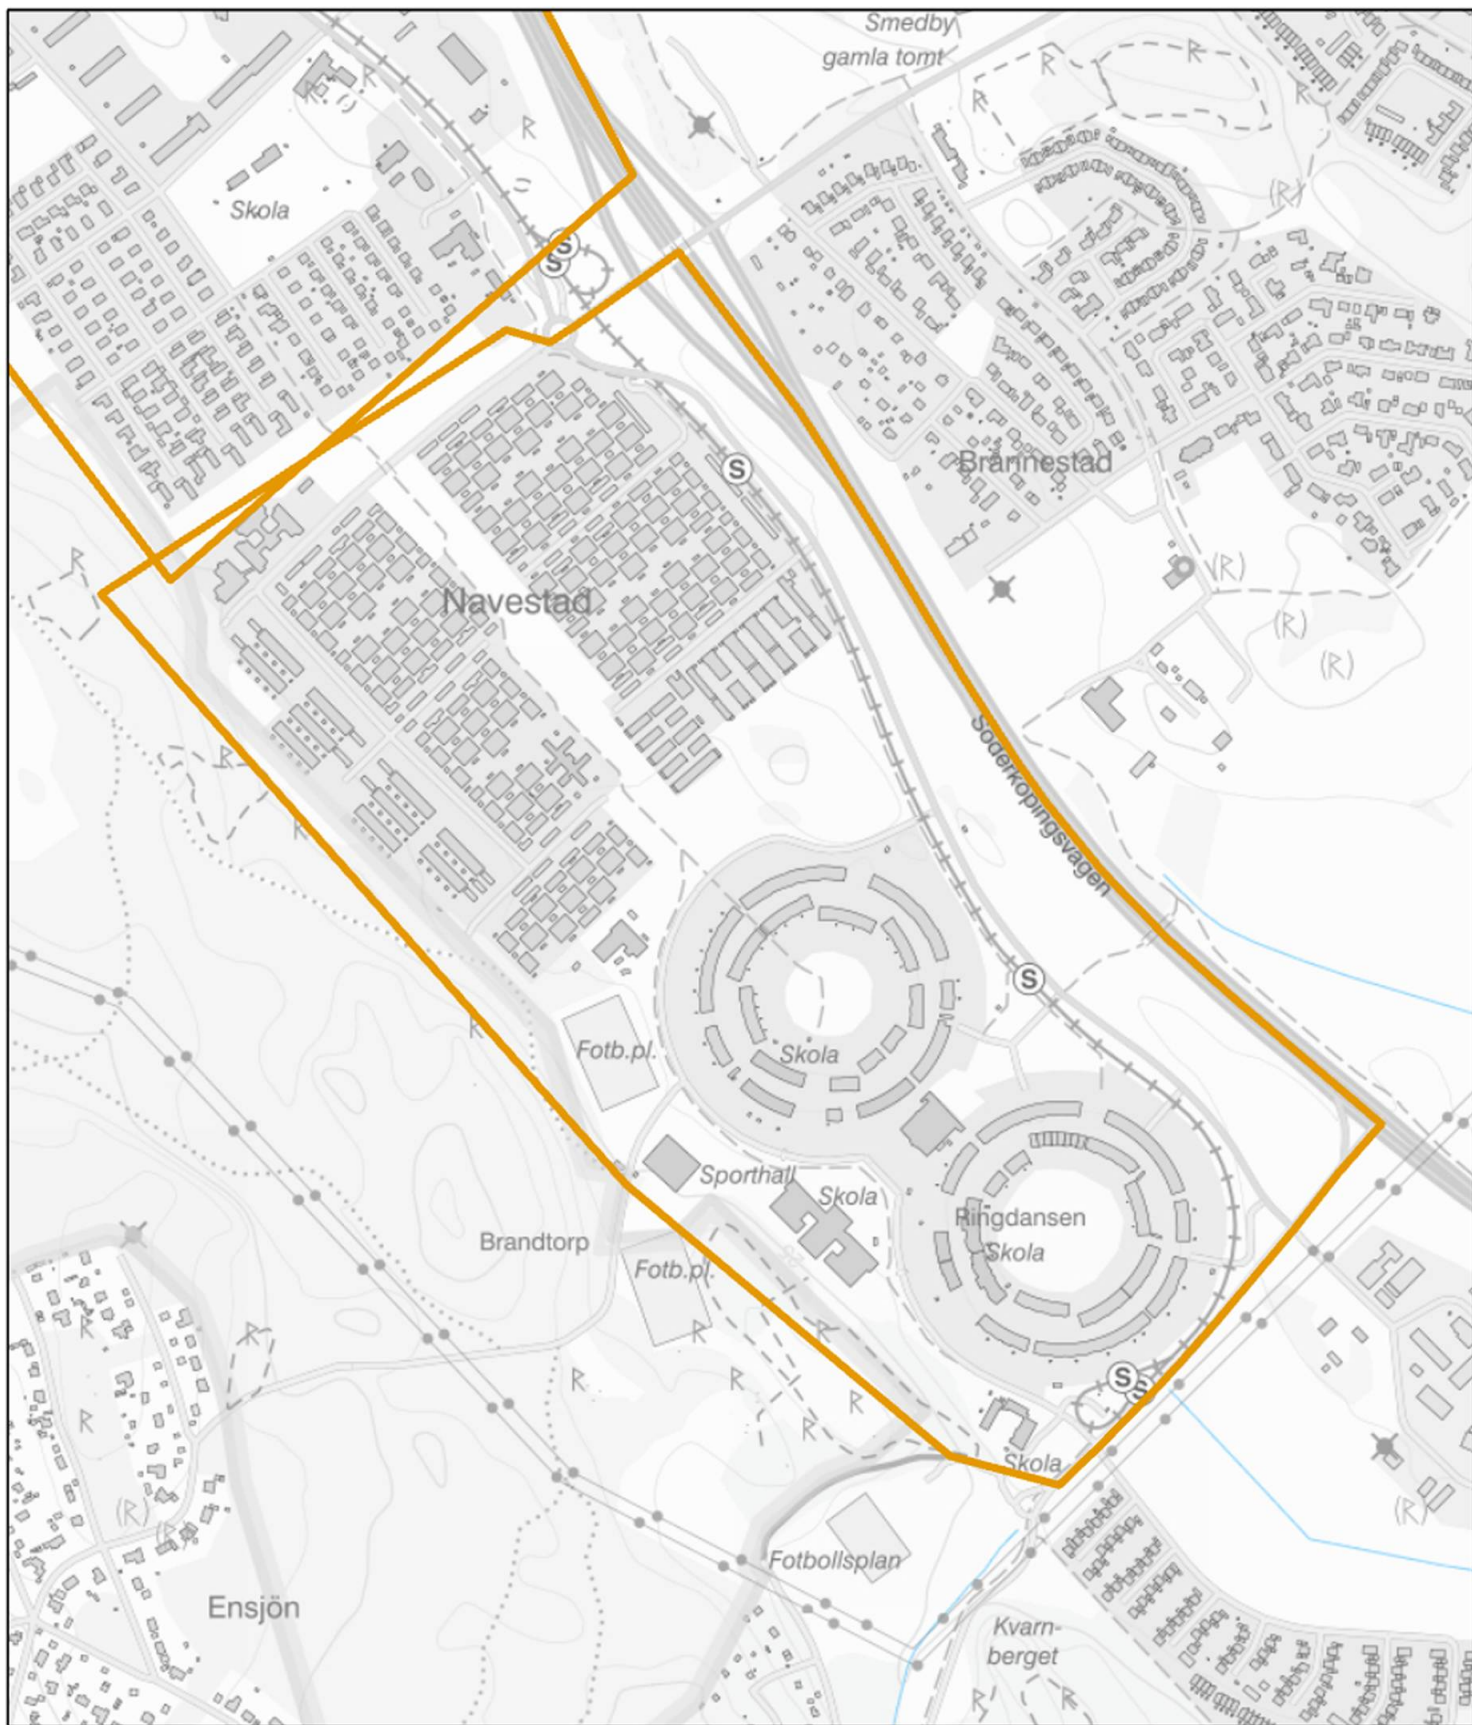 Smedby
gamla tomt
R
R
R
R
R
R
R
(R)
Skola
S
S
S
Brännestad
R
(R)
Navestad
(R)
(R)
Söderköpingsvägen
R
R
S
R
Fotb.pl.
Skola
Sporthall
Skola
Ringdansen
Brandtorp
Skola
Fotb.pl.
R
R
R
R
R
R
R
R
R
S
S
Skola
(R)
(R)
(R)
Fotbollsplan
Ensjön
Kvarn-
berget
R
R